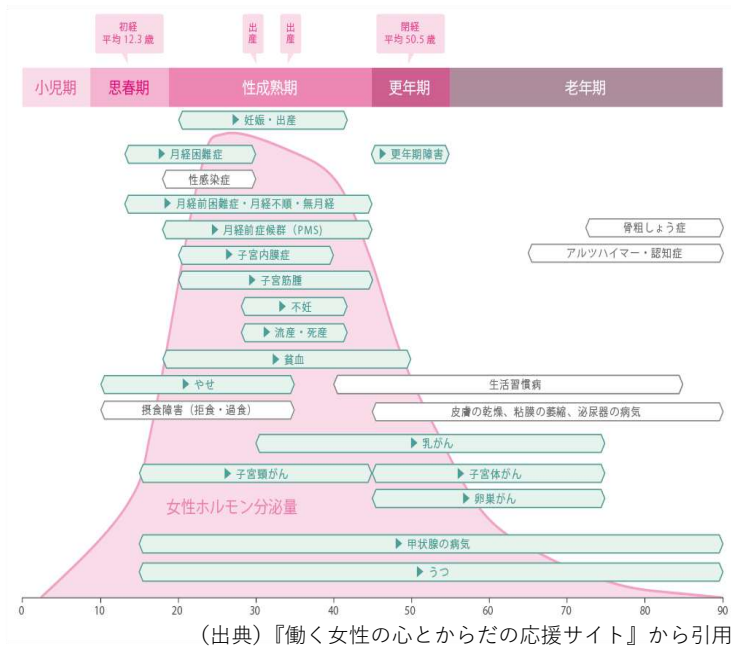 初経
平均 12.3 歳
出産
出産
閉経
平均 50.5 歳
小児期
思春期
性成熟期
更年期
老年期
▶妊娠・出産
▶月経困難症
▶更年期障害
性感染症
▶月経前困難症・月経不順・無月経
▶月経前症候群（PMS）
骨粗しょう症
▶子宮内膜症
アルツハイマー・認知症
▶子宮筋腫
▶不妊
▶流産・死産
▶貧血
▶やせ
生活習慣病
摂食障害（拒食・過食）
皮膚の乾燥、粘膜の萎縮、泌尿器の病気
▶乳がん
▶子宮頸がん
▶子宮体がん
▶卵巣がん
女性ホルモン分泌量
▶甲状腺の病気
▶うつ
0 10 20 30 40 50 60 70 80 90
（出典）『働く女性の心とからだの応援サイト』から引用